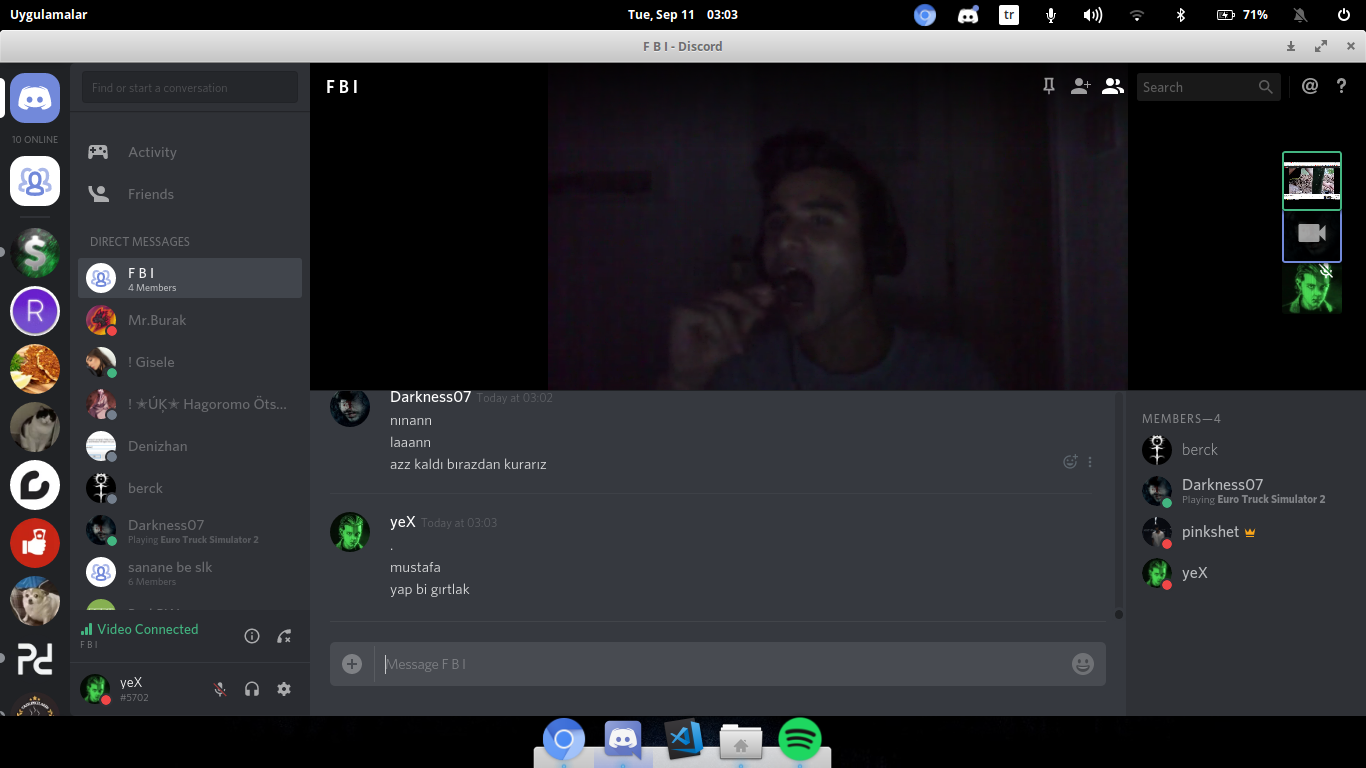 Uygulamalar
Tue, Sep 11 03:03
tr
71%
F B I - Discord
Find or start a conversation
10 ONLINE
Activity
Friends
DIRECT MESSAGES
F B I
4 Members
Mr.Burak
! Gisele
! ★ÚĶ★ Hagoromo Öts...
Denizhan
berck
Darkness07
Playing Euro Truck Simulator 2
sanane be slk
6 Members
R
Video Connected
F B I
yeX
#5702
F B I
Search
Darkness07 Today at 03:02
nınann
laaann
azz kaldı bırazdan kurarız
yeX Today at 03:03
.
mustafa
yap bi gırtlak
Message F B I
MEMBERS—4
berck
Darkness07
Playing Euro Truck Simulator 2
pinkshet
yeX